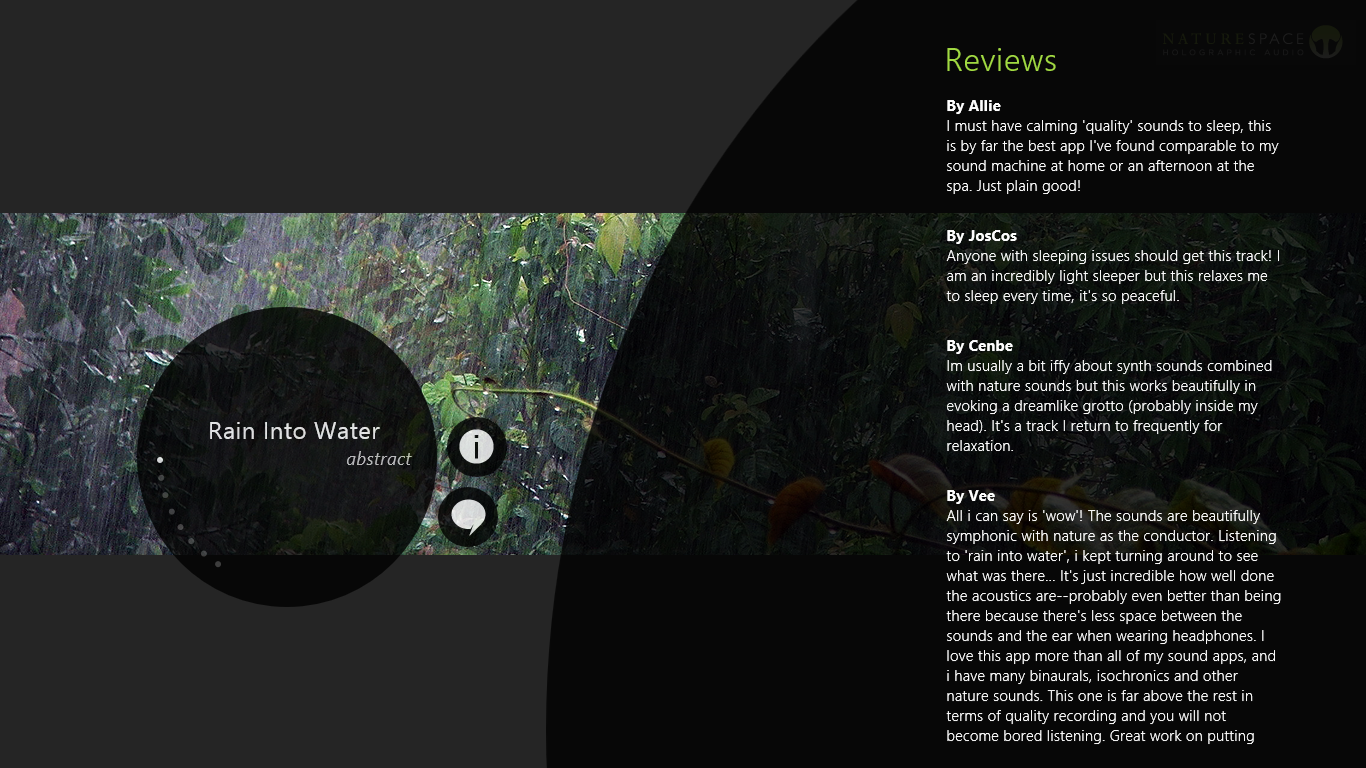 NATURESPACE
HOLOGRAPHIC AUDIO
Reviews
By Allie
I must have calming 'quality' sounds to sleep, this
is by far the best app I've found comparable to my
sound machine at home or an afternoon at the
spa. Just plain good!
By JosCos
Anyone with sleeping issues should get this track! I
am an incredibly light sleeper but this relaxes me
to sleep every time, it's so peaceful.
By Cenbe
Im usually a bit iffy about synth sounds combined
with nature sounds but this works beautifully in
evoking a dreamlike grotto (probably inside my
head). It's a track I return to frequently for
relaxation.
By Vee
All i can say is 'wow'! The sounds are beautifully
symphonic with nature as the conductor. Listening
to 'rain into water', i kept turning around to see
what was there... It's just incredible how well done
the acoustics are--probably even better than being
there because there's less space between the
sounds and the ear when wearing headphones. I
love this app more than all of my sound apps, and
i have many binaurals, isochronics and other
nature sounds. This one is far above the rest in
terms of quality recording and you will not
become bored listening. Great work on putting
Rain Into Water
abstract